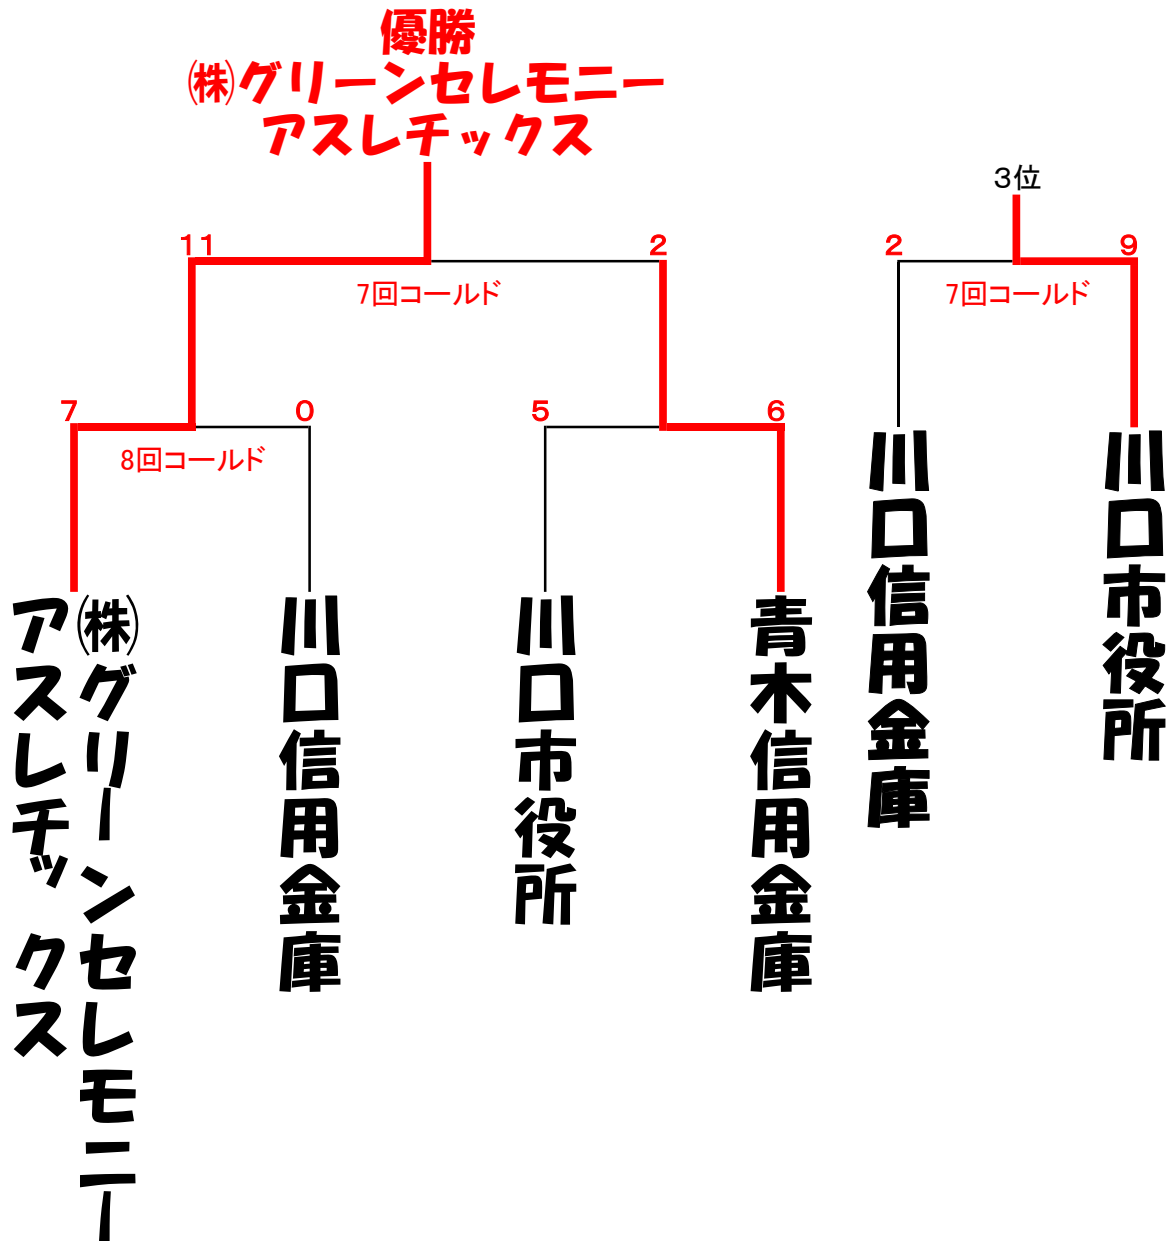 優勝
㈱グリーンセレモニー
アスレチックス
3位
11
2
2
9
7回コールド
7回コールド
7
0
5
6
8回コールド
㈱グリーンセレモニー
アスレチックス
川口信用金庫
川口市役所
青木信用金庫
川口信用金庫
川口市役所